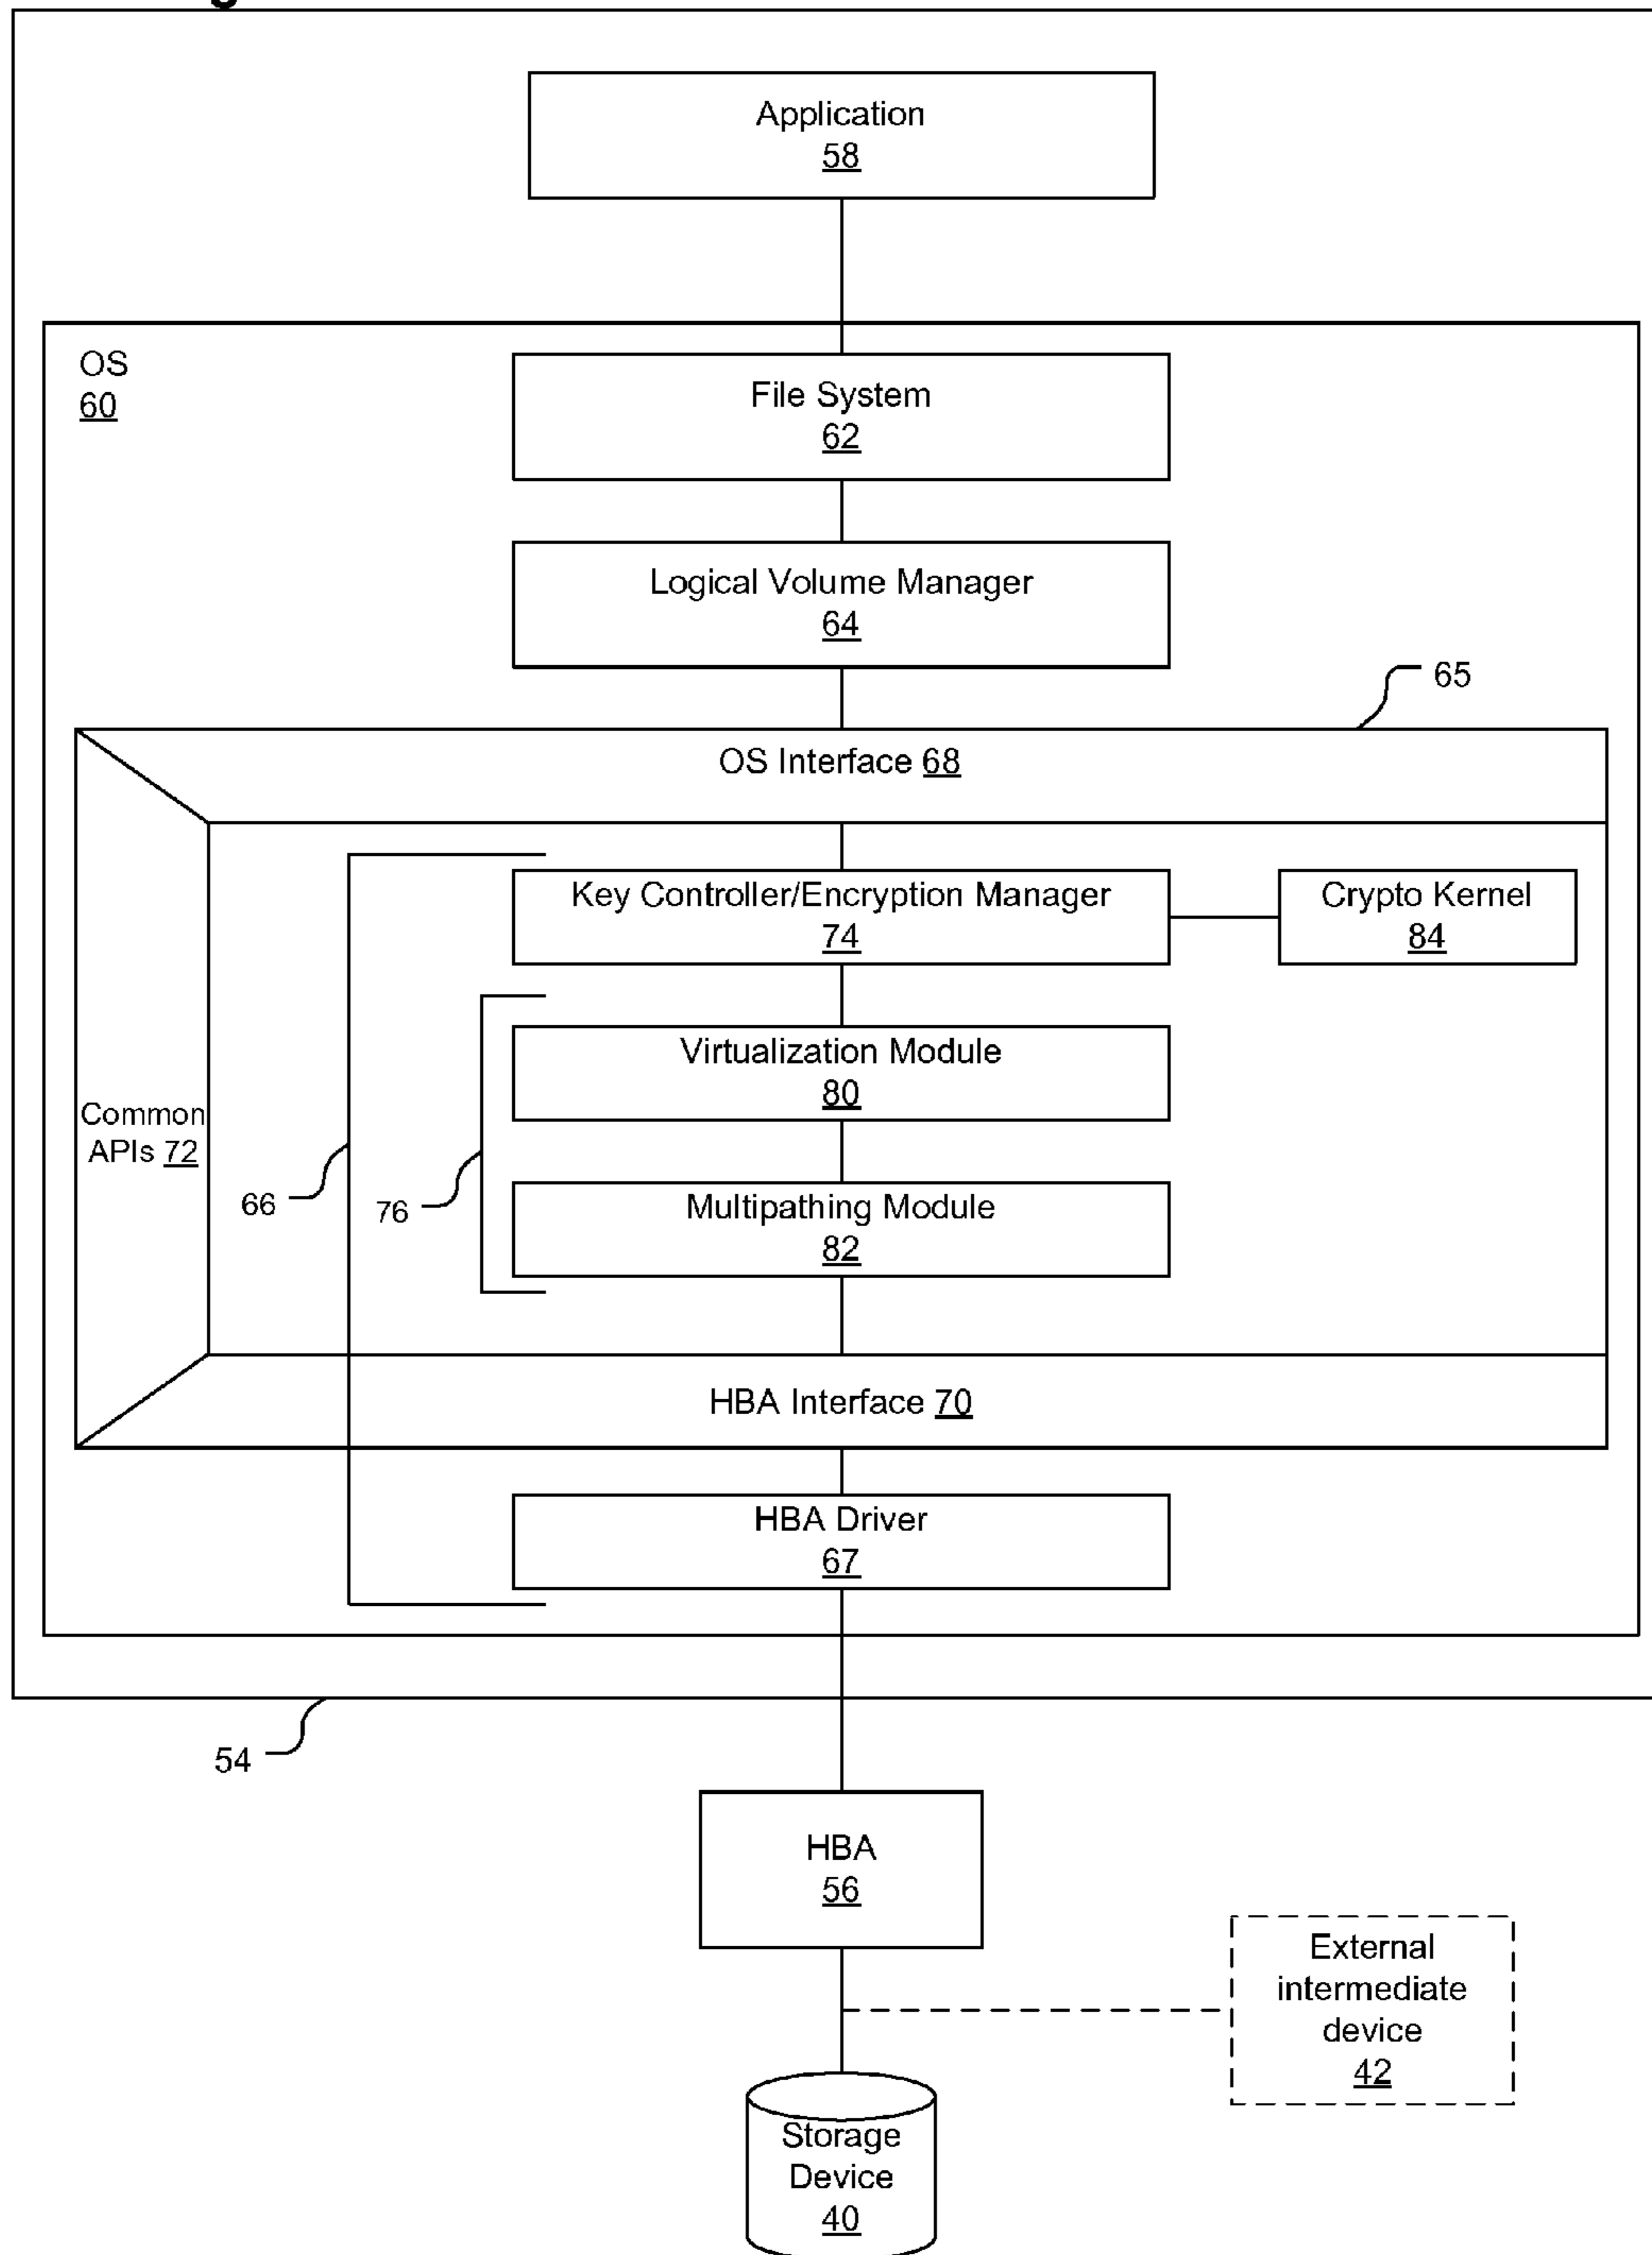 Application
58
OS
60
File System
62
Logical Volume Manager
64
65
OS Interface 68
Key Controller/Encryption Manager
74
Crypto Kernel
84
Virtualization Module
80
Common
APIs 72
66
76
Multipathing Module
82
HBA Interface 70
HBA Driver
67
54
HBA
56
External
intermediate
device
42
Storage
Device
40